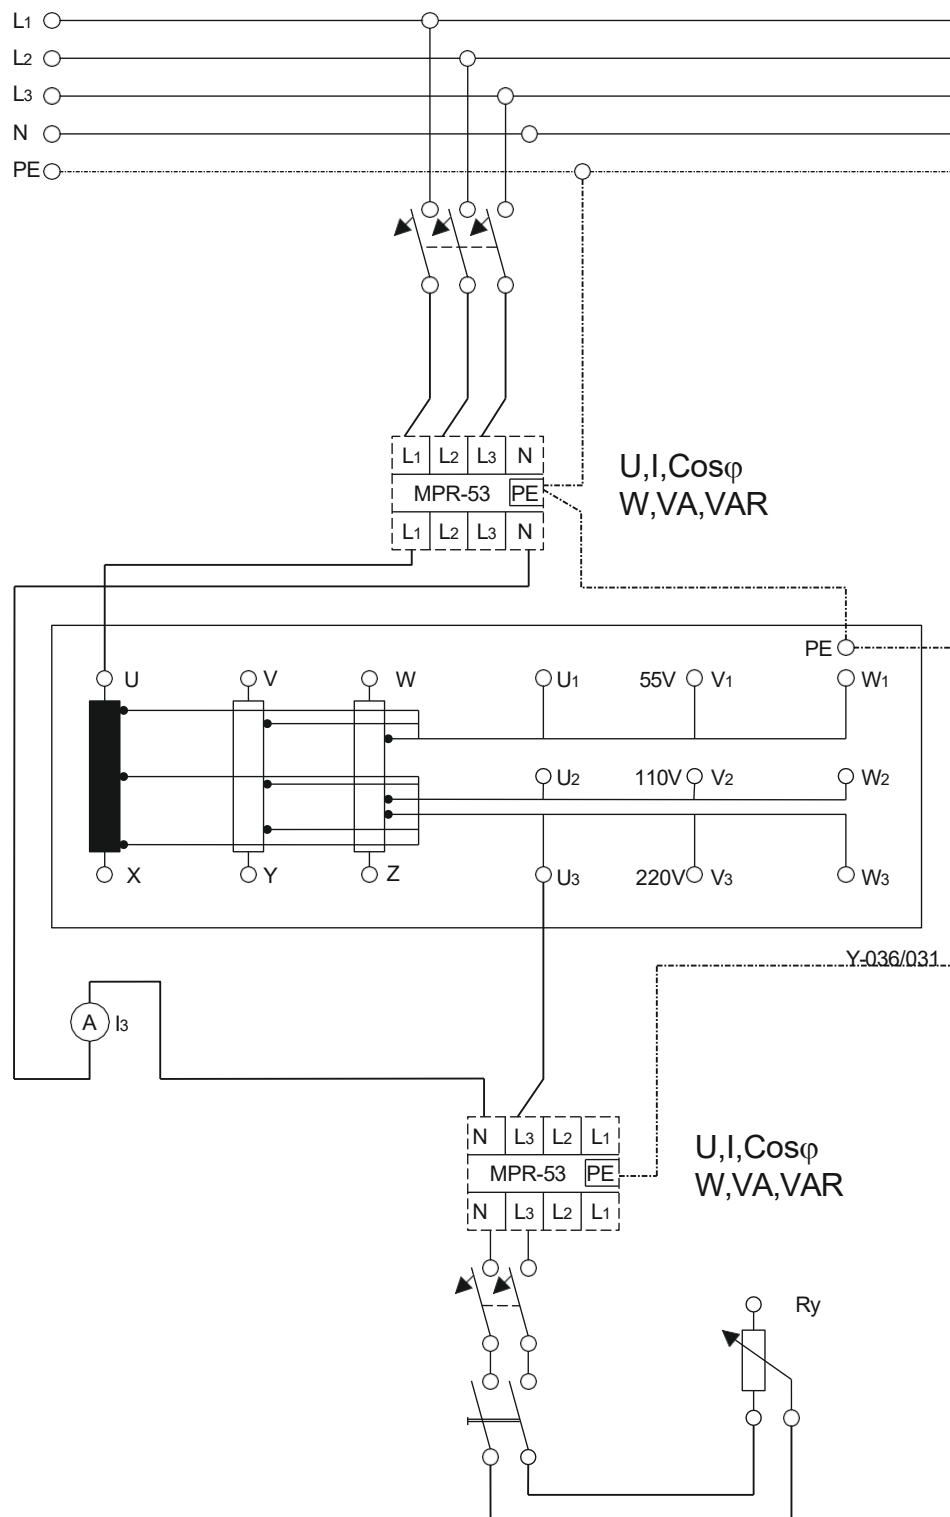 L1
L2
L3
N
PE
L1 L2 L3 N
MPR-53 PE
L1 L2 L3 N
U,I,Cosφ
W,VA,VAR
PE
U V W U1 55V V1 W1
U2 110V V2 W2
X Y Z U3 220V V3 W3
Y-036/031
A I3
N L3 L2 L1
MPR-53 PE
N L3 L2 L1
U,I,Cosφ
W,VA,VAR
Ry